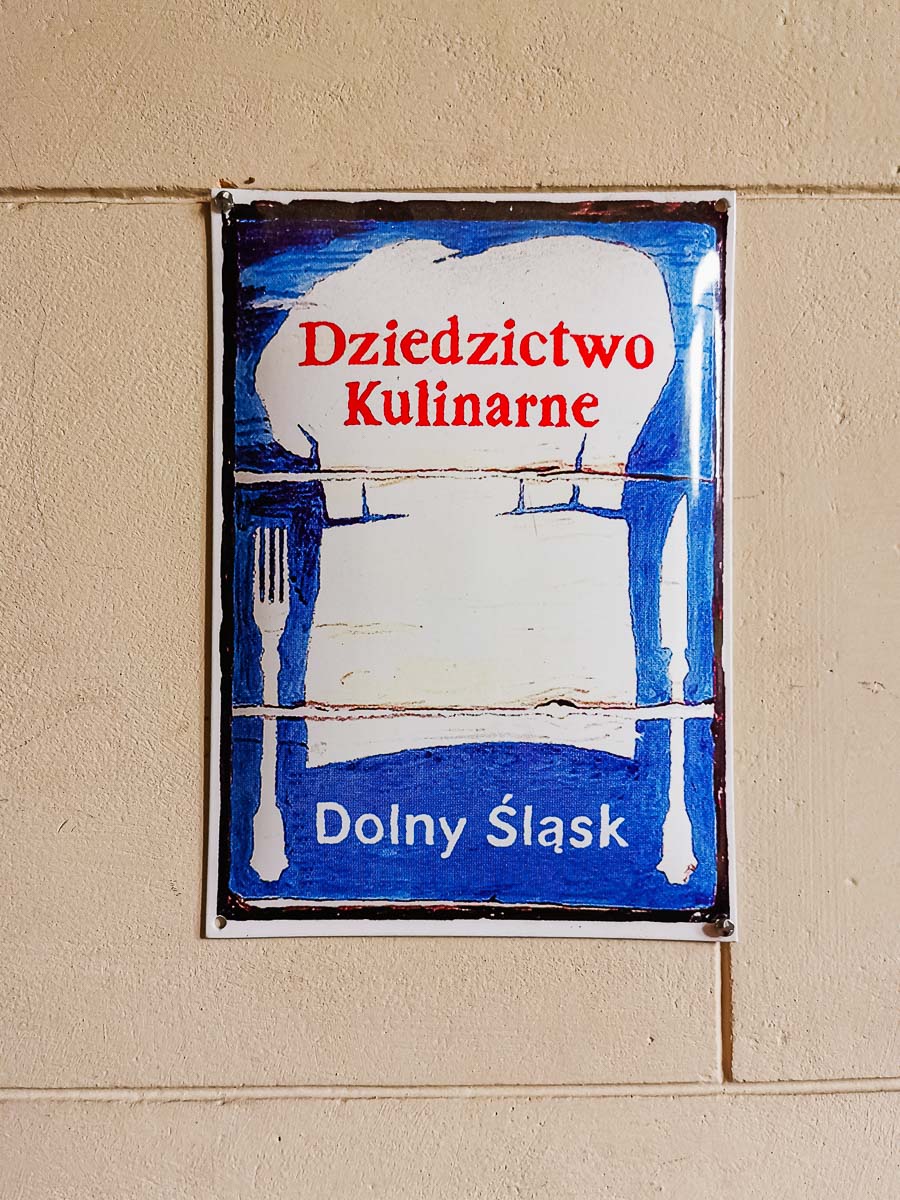 Dziedzictwo
Kulinarne
Dolny Śląsk